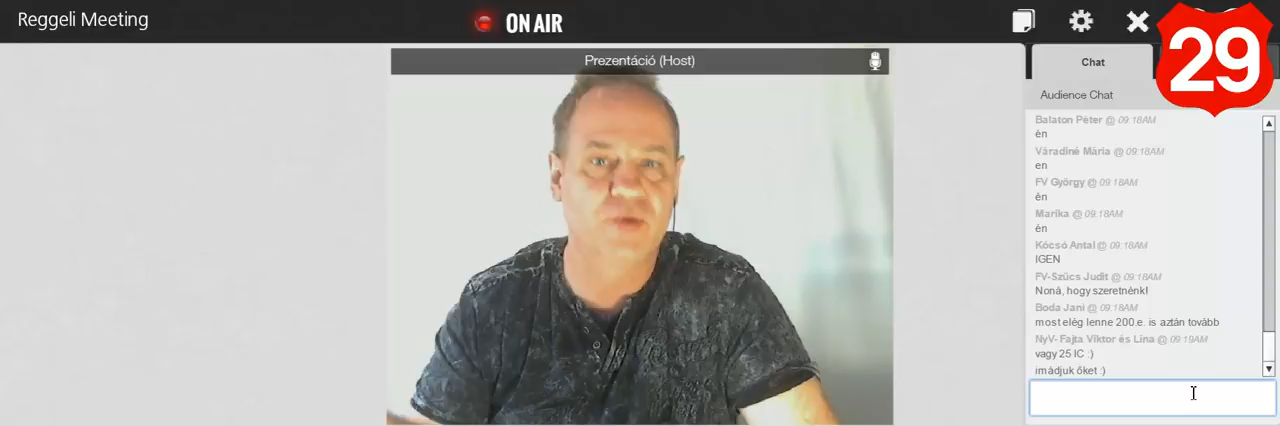 Reggeli Meeting
ON AIR
29
Prezentáció (Host)
Chat
Audience Chat
Balaton Péter @ 09:18AM
én
Váradiné Mária @ 09:18AM
en
FV György @ 09:18AM
én
Marika @ 09:18AM
én
Kócsó Antal @ 09:18AM
IGEN
FV-Szűcs Judit @ 09:18AM
Noná, hogy szeretnénk!
Boda Jani @ 09:18AM
most elég lenne 200.e. is aztán tovább
NyV- Fajta Viktor és Lina @ 09:19AM
vagy 25 IC :)
imádjuk őket :)